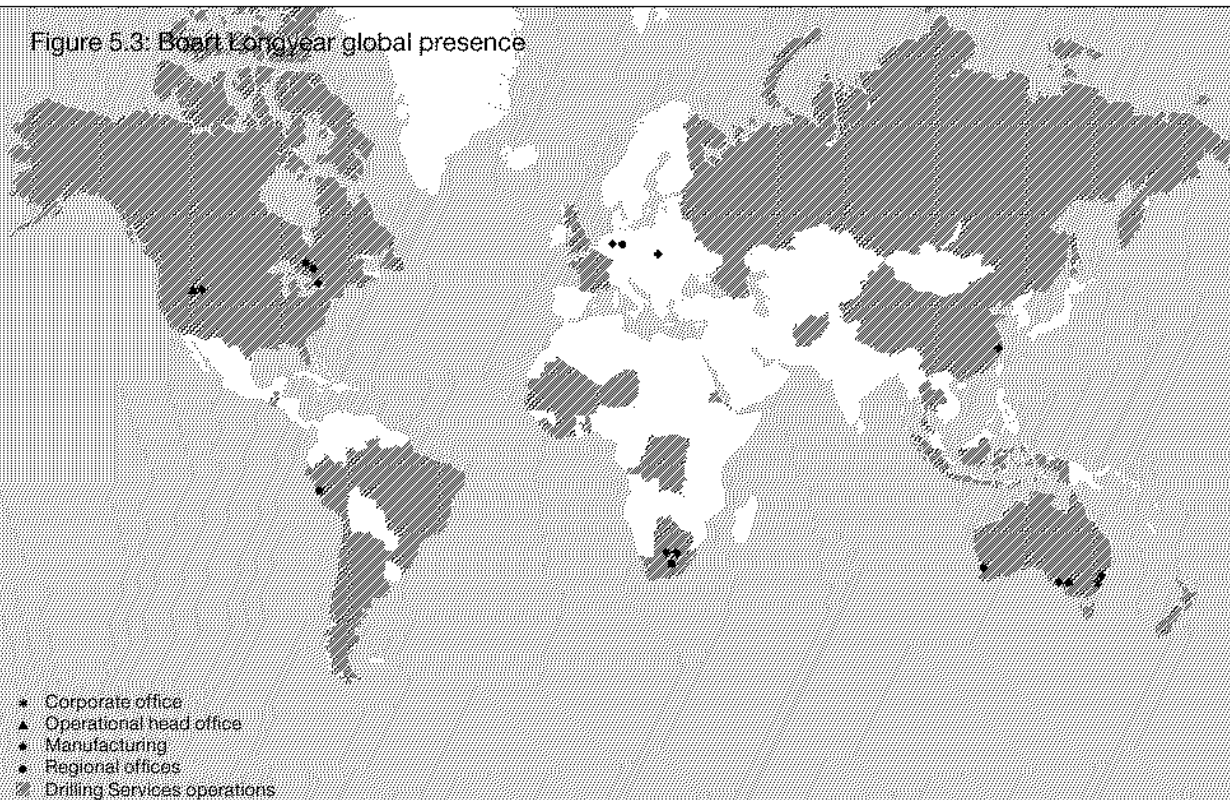 Figure 5.3: Boart Longyear global presence
Corporate office
Operational head office
Manufacturing
Regional offices
Drilling Services operations